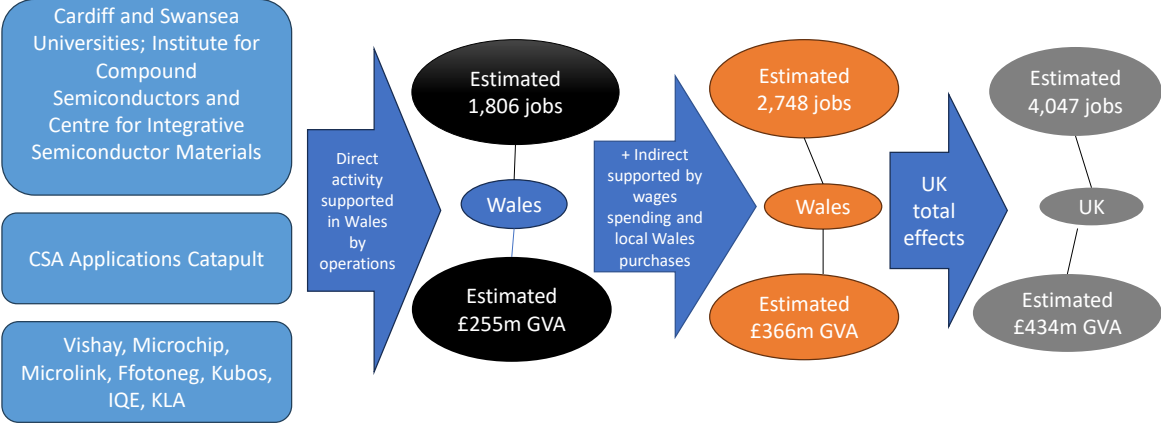 Cardiff and Swansea
Universities; Institute for
Compound
Semiconductors and
Centre for Integrative
Semiconductor Materials
CSA Applications Catapult
Vishay, Microchip,
Microlink, Ffotoneg, Kubos,
IQE, KLA
Direct
activity
supported
in Wales
by
operations
Estimated
1,806 jobs
Wales
Estimated
£255m GVA
+ Indirect
supported by
wages
spending and
local Wales
purchases
Estimated
2,748 jobs
Wales
Estimated
£366m GVA
UK
total
effects
Estimated
4,047 jobs
UK
Estimated
£434m GVA